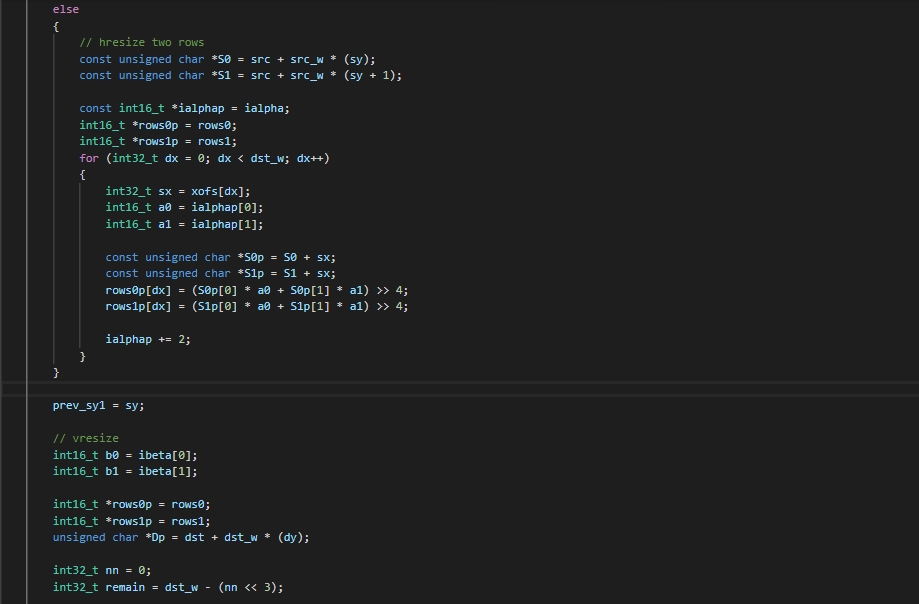 else
{
// hresize two rows
const unsigned char *S0 = src + src_w * (sy);
const unsigned char *S1 = src + src_w * (sy + 1);
const int16_t *ialphap = ialpha;
int16_t *rows0p = rows0;
int16_t *rows1p = rows1;
for (int32_t dx = 0; dx < dst_w; dx++)
{
int32_t sx = xofs[dx];
int16_t a0 = ialphap[0];
int16_t a1 = ialphap[1];
const unsigned char *S0p = S0 + sx;
const unsigned char *S1p = S1 + sx;
rows0p[dx] = (S0p[0] * a0 + S0p[1] * a1) >> 4;
rows1p[dx] = (S1p[0] * a0 + S1p[1] * a1) >> 4;
ialphap += 2;
}
}
prev_sy1 = sy;
// vresize
int16_t b0 = ibeta[0];
int16_t b1 = ibeta[1];
int16_t *rows0p = rows0;
int16_t *rows1p = rows1;
unsigned char *Dp = dst + dst_w * (dy);
int32_t nn = 0;
int32_t remain = dst_w - (nn << 3);